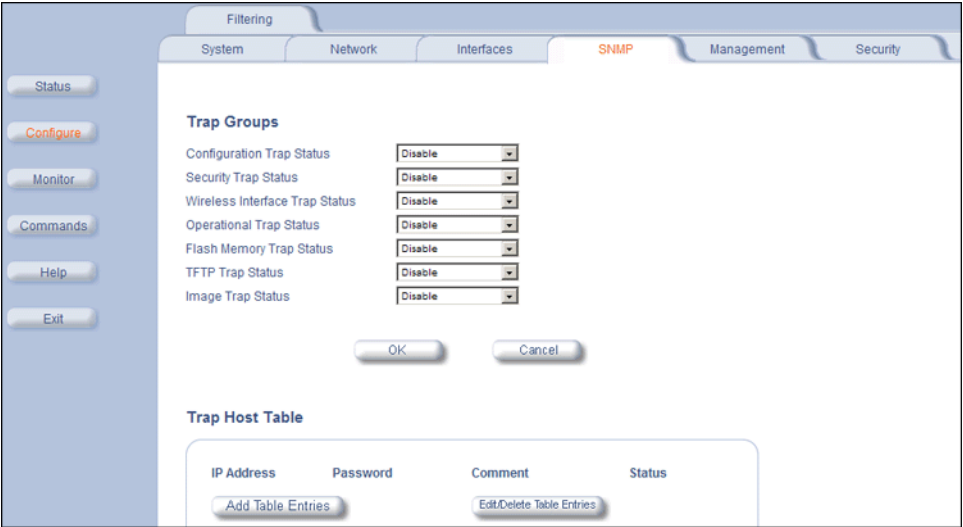 Filtering
System Network Interfaces SNMP Management Security
Status
Configure
Monitor
Commands
Help
Exit
Trap Groups
Configuration Trap Status Disable
Security Trap Status Disable
Wireless Interface Trap Status Disable
Operational Trap Status Disable
Flash Memory Trap Status Disable
TFTP Trap Status Disable
Image Trap Status Disable
OK Cancel
Trap Host Table
IP Address Password Comment Status
Add Table Entries Edit/Delete Table Entries